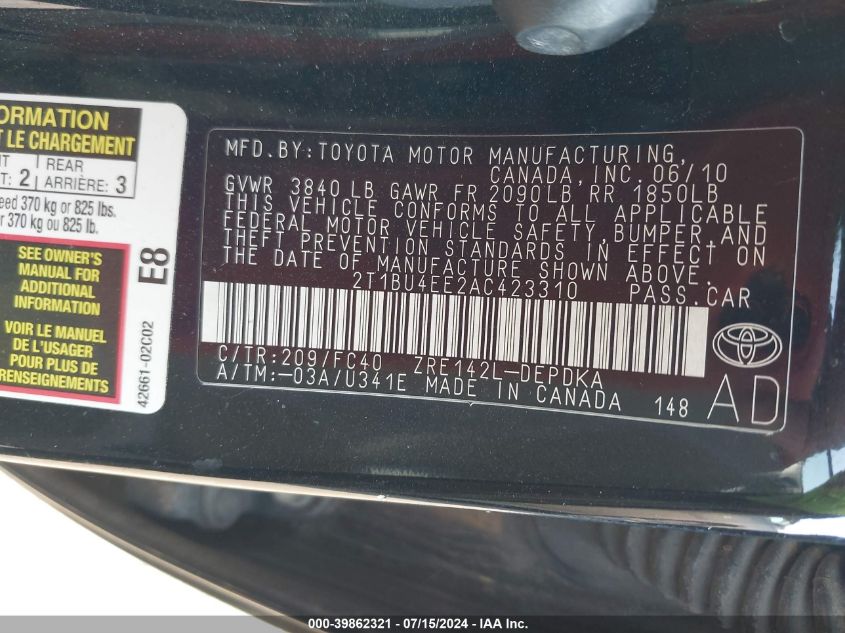 ORMATION
T LE CHARGEMENT
NT 2 REAR
T: ARRIÈRE: 3
eed 370 kg or 825 lbs.
r 370 kg ou 825 lb.
SEE OWNER'S
MANUAL FOR
ADDITIONAL
INFORMATION
VOIR LE MANUEL
DE L'USAGER
POUR PLUS DE
RENSEIGNEMENTS
E8
42661-02C02
MFD.BY:TOYOTA MOTOR MANUFACTURING,
CANADA, INC. 06/10
GVWR 3840 LB GAWR FR 2090LB RR 1850LB
THIS VEHICLE CONFORMS TO ALL APPLICABLE
FEDERAL MOTOR VEHICLE SAFETY, BUMPER, AND
THEFT PREVENTION STANDARDS IN EFFECT ON
THE DATE OF MANUFACTURE SHOWN ABOVE.
2T1BU4EE2AC423310 PASS.CAR
C/TR:209/FC40 ZRE142L-DEPDKA
A/TM:-03A/U341E MADE IN CANADA 148
AD
000-39862321 - 07/15/2024 - IAA Inc.